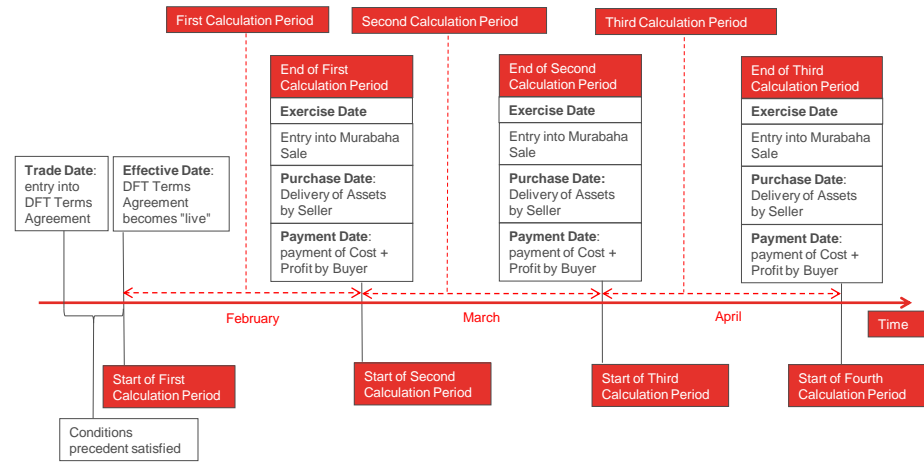 First Calculation Period
Second Calculation Period
Third Calculation Period
End of First
Calculation Period
Exercise Date
Entry into Murabaha
Sale
Purchase Date:
Delivery of Assets
by Seller
Payment Date:
payment of Cost +
Profit by Buyer
End of Second
Calculation Period
Exercise Date
Entry into Murabaha
Sale
Purchase Date:
Delivery of Assets
by Seller
Payment Date:
payment of Cost +
Profit by Buyer
End of Third
Calculation Period
Exercise Date
Entry into Murabaha
Sale
Purchase Date:
Delivery of Assets
by Seller
Payment Date:
payment of Cost +
Profit by Buyer
Trade Date:
entry into
DFT Terms
Agreement
Effective Date:
DFT Terms
Agreement
becomes "live"
February
March
April
Time
Start of First
Calculation Period
Start of Second
Calculation Period
Start of Third
Calculation Period
Start of Fourth
Calculation Period
Conditions
precedent satisfied